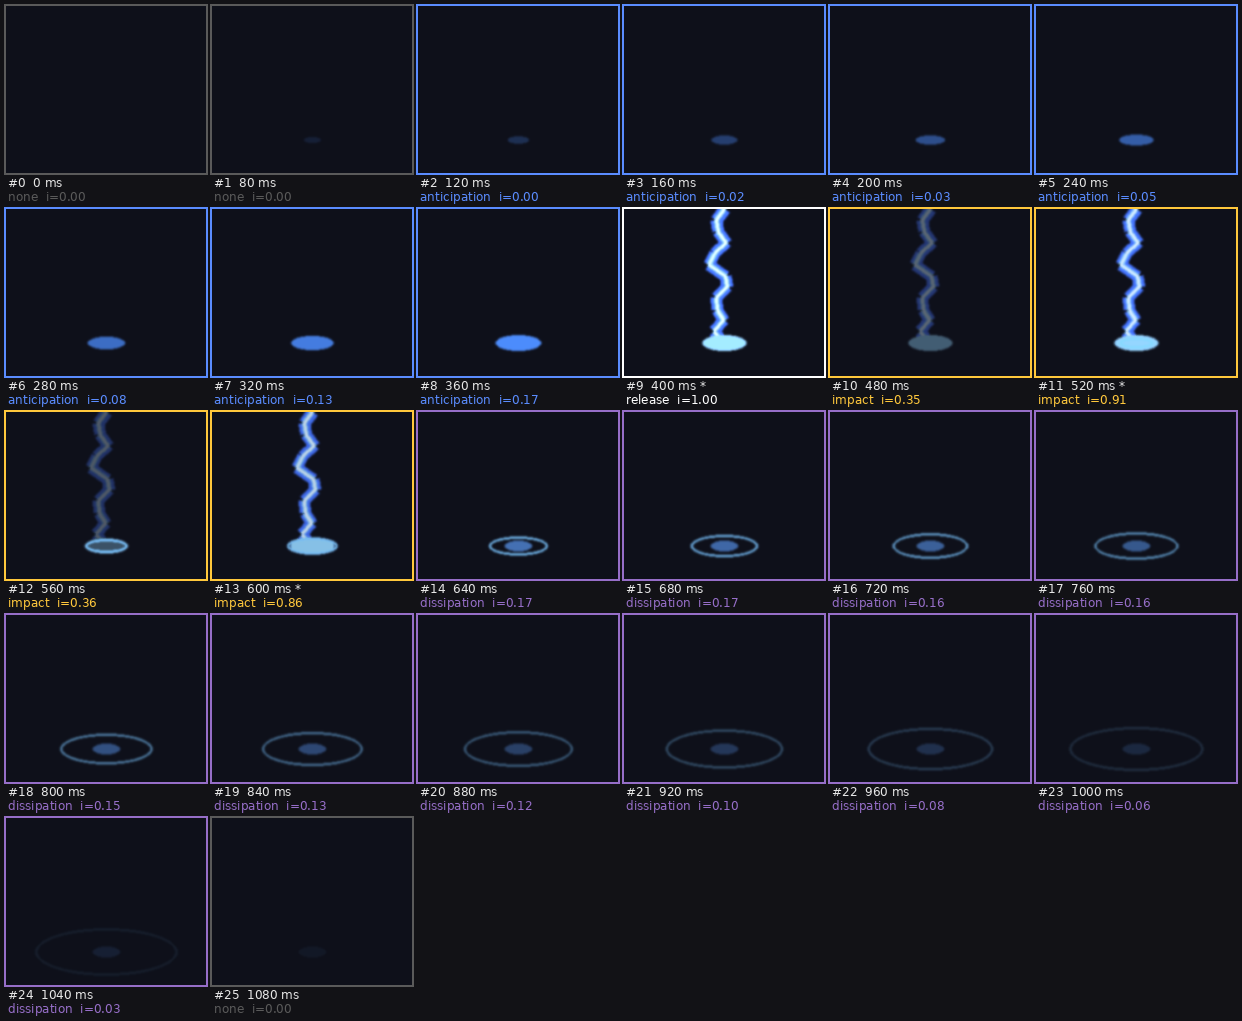 #0 0 ms
none i=0.00
#1 80 ms
none i=0.00
#2 120 ms
anticipation i=0.00
#3 160 ms
anticipation i=0.02
#4 200 ms
anticipation i=0.03
#5 240 ms
anticipation i=0.05
#6 280 ms
anticipation i=0.08
#7 320 ms
anticipation i=0.13
#8 360 ms
anticipation i=0.17
#9 400 ms *
release i=1.00
#10 480 ms
impact i=0.35
#11 520 ms *
impact i=0.91
#12 560 ms
impact i=0.36
#13 600 ms *
impact i=0.86
#14 640 ms
dissipation i=0.17
#15 680 ms
dissipation i=0.17
#16 720 ms
dissipation i=0.16
#17 760 ms
dissipation i=0.16
#18 800 ms
dissipation i=0.15
#19 840 ms
dissipation i=0.13
#20 880 ms
dissipation i=0.12
#21 920 ms
dissipation i=0.10
#22 960 ms
dissipation i=0.08
#23 1000 ms
dissipation i=0.06
#24 1040 ms
dissipation i=0.03
#25 1080 ms
none i=0.00